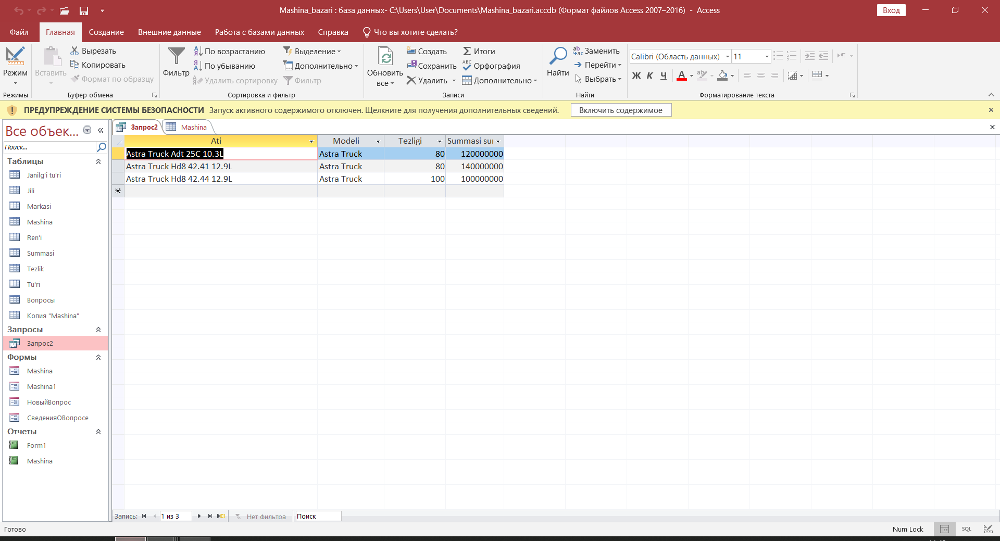 Mashina_bazari : база данных- C:\Users\User\Documents\Mashina_bazari.accdb (Формат файлов Access 2007–2016) - Access
Вход
Файл Главная Создание Внешние данные Работа с базами данных Справка Что вы хотите сделать?
Режим
Режимы
Вставить
Вырезать
Копировать
Формат по образцу
Буфер обмена
Фильтр
По возрастанию
По убыванию
Удалить сортировку
Выделение
Дополнительно
Фильтр
Сортировка и фильтр
Обновить
все
Создать
Сохранить
Удалить
Итоги
Орфография
Дополнительно
Записи
Найти
Заменить
Перейти
Выбрать
Найти
Calibri (Область данных) 11
Ж К Ч
Форматирование текста
ПРЕДУПРЕЖДЕНИЕ СИСТЕМЫ БЕЗОПАСНОСТИ Запуск активного содержимого отключен. Щелкните для получения дополнительных сведений. Включить содержимое
Все объек...
Поиск...
Таблицы
Janilg'i tu'ri
Jili
Markasi
Mashina
Ren'i
Summasi
Tezlik
Tu'ri
Вопросы
Копия "Mashina"
Запросы
Запрос2
Формы
Mashina
Mashina1
НовыйВопрос
СведенияОВопросе
Отчеты
Form1
Mashina
Запрос2 Mashina
Ati Modeli Tezligi Summasi su
Astra Truck Adt 25C 10.3L Astra Truck 80 120000000
Astra Truck Hd8 42.41 12.9L Astra Truck 80 140000000
Astra Truck Hd8 42.44 12.9L Astra Truck 100 100000000
Запись: 1 из 3 Нет фильтра Поиск
Готово Num Lock SQL